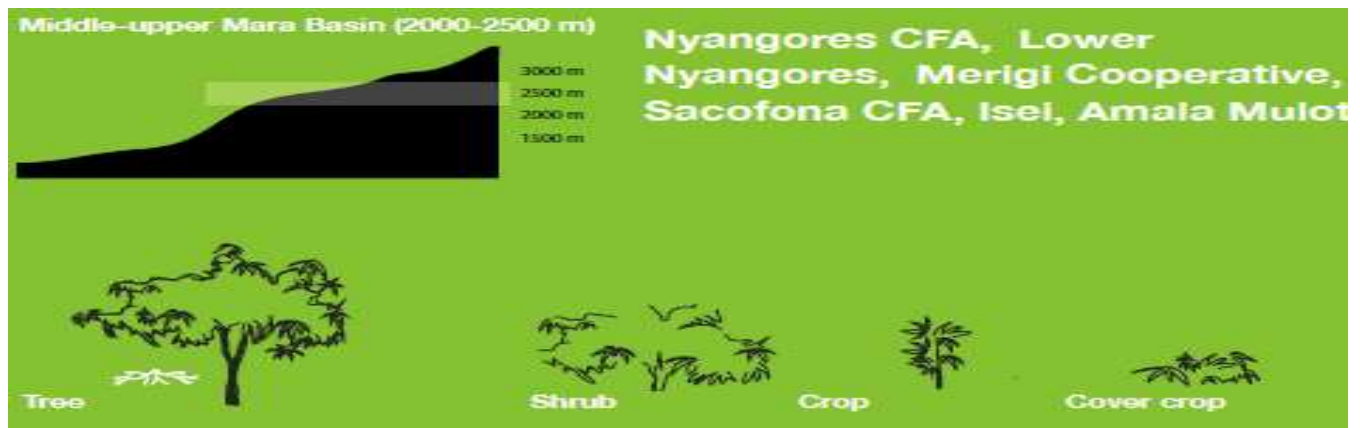 Middle-upper Mara Basin (2000-2500 m)
Nyangores CFA, Lower
Nyangores, Merigi Cooperative,
Sacofona CFA, Isei, Amala Mulot
3000 m
2500 m
2000 m
1500 m
Tree
Shrub
Crop
Cover crop